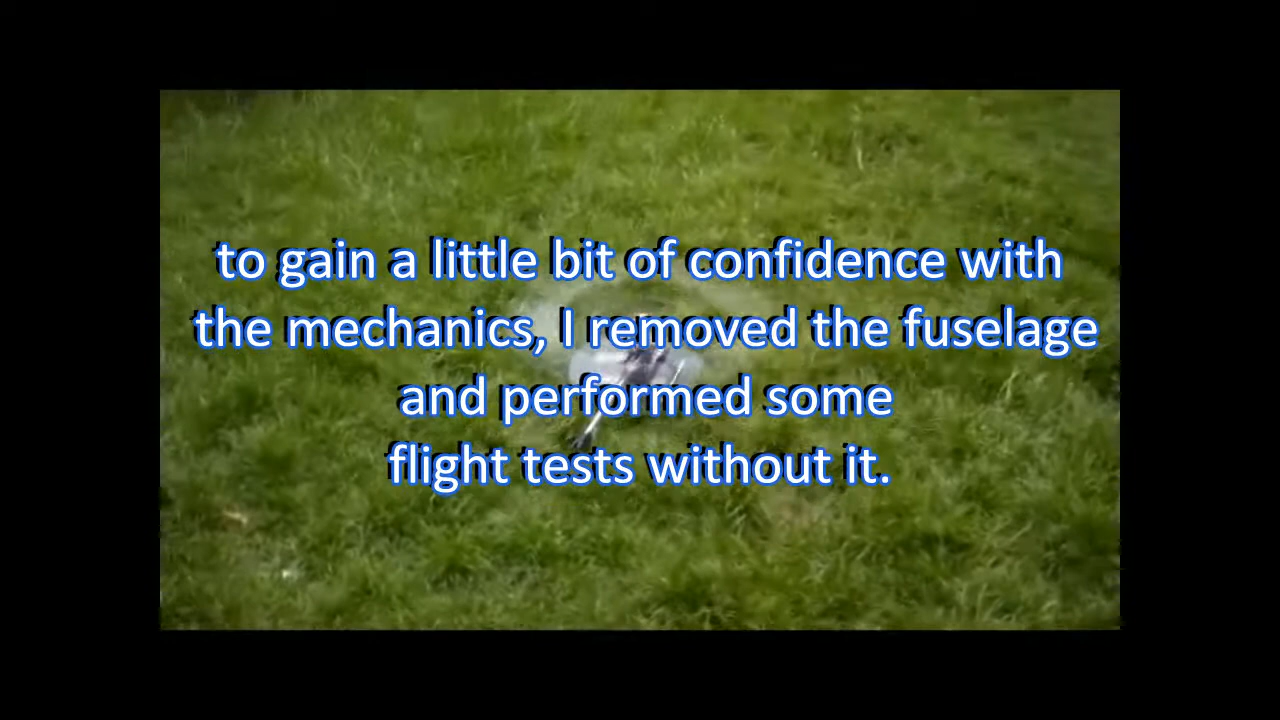 to gain a little bit of confidence with
the mechanics, I removed the fuselage
and performed some
flight tests without it.